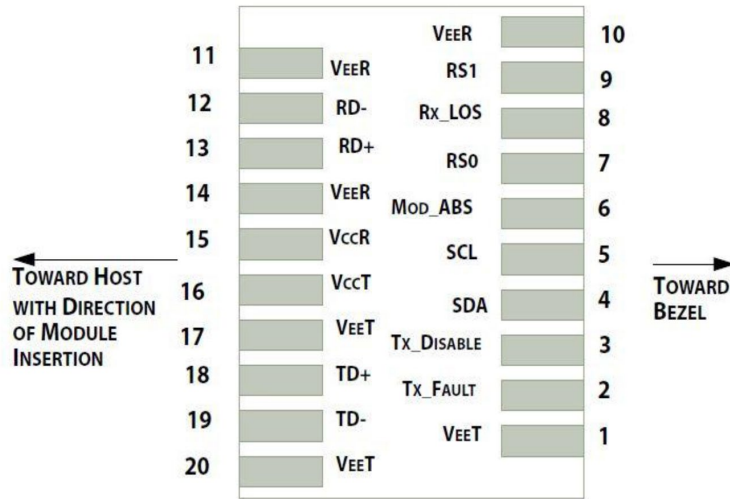 VEER 10
11 VEER
RS1 9
12 RD-
RX_LOS 8
13 RD+
RS0 7
14 VEER
MOD_ABS 6
15 VCCR
SCL 5
TOWARD HOST
WITH DIRECTION
OF MODULE
INSERTION
TOWARD
BEZEL
16 VCCT
SDA 4
17 VEET
TX_DISABLE 3
18 TD+
TX_FAULT 2
19 TD-
VEET 1
20 VEET